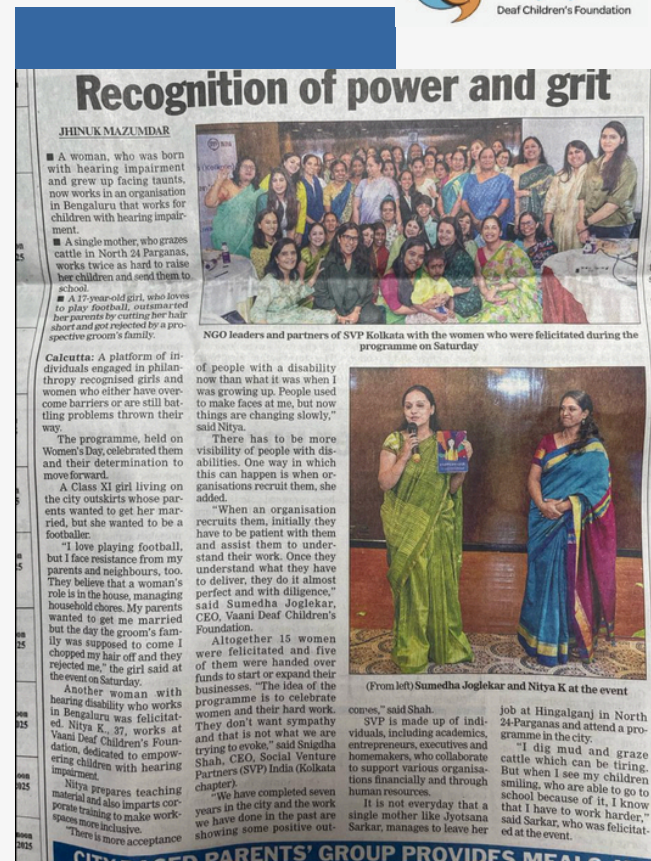 Deaf Children's Foundation
Recognition of power and grit
JHINUK MAZUMDAR
■ A woman, who was born
with hearing impairment
and grew up facing taunts,
now works in an organisation
in Bengaluru that works for
children with hearing impair-
ment.
■ A single mother, who grazes
cattle in North 24 Parganas,
works twice as hard to raise
her children and send them to
school.
■ A 17-year-old girl, who loves
to play football, outsmarted
her parents by cutting her hair
short and got rejected by a pro-
spective groom's family.
NGO leaders and partners of SVP Kolkata with the women who were felicitated during the
programme on Saturday
Calcutta: A platform of in-
dividuals engaged in philan-
thropy recognised girls and
women who either have over-
come barriers or are still bat-
tling problems thrown their
way.
The programme, held on
Women's Day, celebrated them
and their determination to
move forward.
A Class XI girl living on
the city outskirts whose par-
ents wanted to get her mar-
ried, but she wanted to be a
footballer.
"I love playing football,
but I face resistance from my
parents and neighbours, too.
They believe that a woman's
role is in the house, managing
household chores. My parents
wanted to get me married
but the day the groom's fam-
ily was supposed to come I
chopped my hair off and they
rejected me," the girl said at
the event on Saturday.
Another woman with
hearing disability who works
in Bengaluru was felicitat-
ed. Nitya K., 37, works at
Vaani Deaf Children's Foun-
dation, dedicated to empow-
ering children with hearing
impairment.
Nitya prepares teaching
material and also imparts cor-
porate training to make work-
spaces more inclusive.
"There is more acceptance
of people with a disability
now than what it was when I
was growing up. People used
to make faces at me, but now
things are changing slowly,"
said Nitya.
There has to be more
visibility of people with dis-
abilities. One way in which
this can happen is when or-
ganisations recruit them, she
added.
"When an organisation
recruits them, initially they
have to be patient with them
and assist them to under-
stand their work. Once they
understand what they have
to deliver, they do it almost
perfect and with diligence,"
said Sumedha Joglekar,
CEO, Vaani Deaf Children's
Foundation.
Altogether 15 women
were felicitated and five
of them were handed over
funds to start or expand their
businesses. "The idea of the
programme is to celebrate
women and their hard work.
They don't want sympathy
and that is not what we are
trying to evoke," said Snigdha
Shah, CEO, Social Venture
Partners (SVP) India (Kolkata
chapter).
"We have completed seven
years in the city and the work
we have done in the past are
showing some positive out-
(From left) Sumedha Joglekar and Nitya K at the event
comes," said Shah.
SVP is made up of indi-
viduals, including academics,
entrepreneurs, executives and
homemakers, who collaborate
to support various organisa-
tions financially and through
human resources.
It is not everyday that a
single mother like Jyotsana
Sarkar, manages to leave her
job at Hingalganj in North
24-Parganas and attend a pro-
gramme in the city.
"I dig mud and graze
cattle which can be tiring.
But when I see my children
smiling, who are able to go to
school because of it, I know
that I have to work harder,"
said Sarkar, who was felicitat-
ed at the event.
PARENTS' GROUP PROVIDES